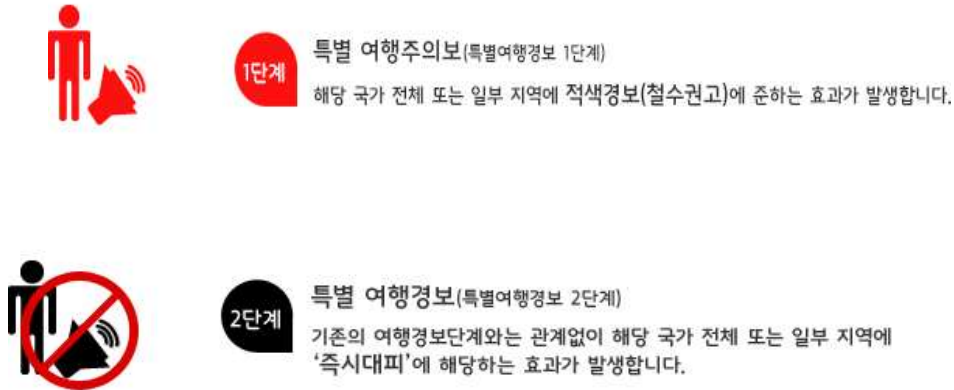 1단계
특별 여행주의보(특별여행경보 1단계)
해당 국가 전체 또는 일부 지역에 적색경보(철수권고)에 준하는 효과가 발생합니다.
2단계
특별 여행경보(특별여행경보 2단계)
기존의 여행경보단계와는 관계없이 해당 국가 전체 또는 일부 지역에
‘즉시대피’에 해당하는 효과가 발생합니다.